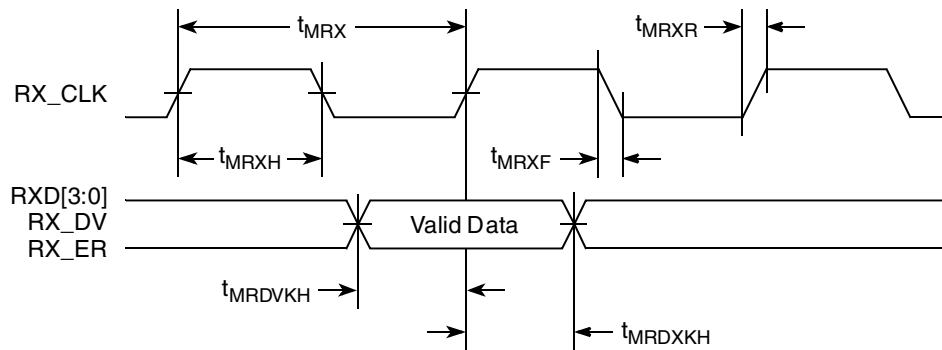 tMRX
tMRXR
RX_CLK
tMRXH
tMRXF
RXD[3:0]
RX_DV
RX_ER
Valid Data
tMRDVKH
tMRDXKH